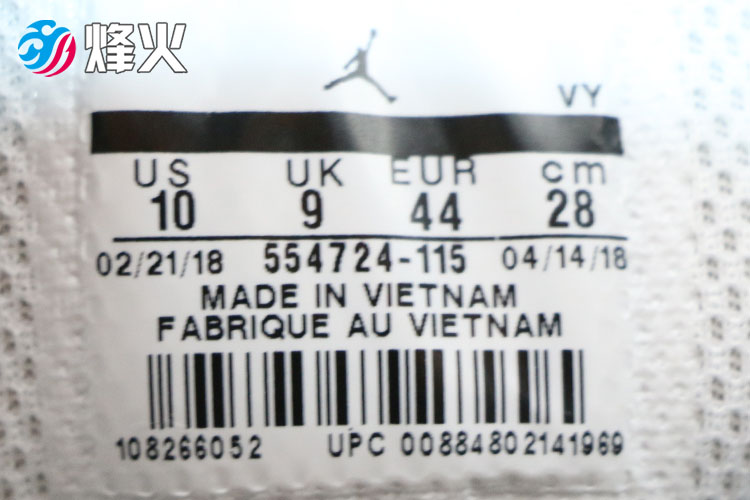 烽火
VY
US UK EUR cm
10 9 44 28
02/21/18 554724-115 04/14/18
MADE IN VIETNAM
FABRIQUE AU VIETNAM
108266052 UPC 00884802141969